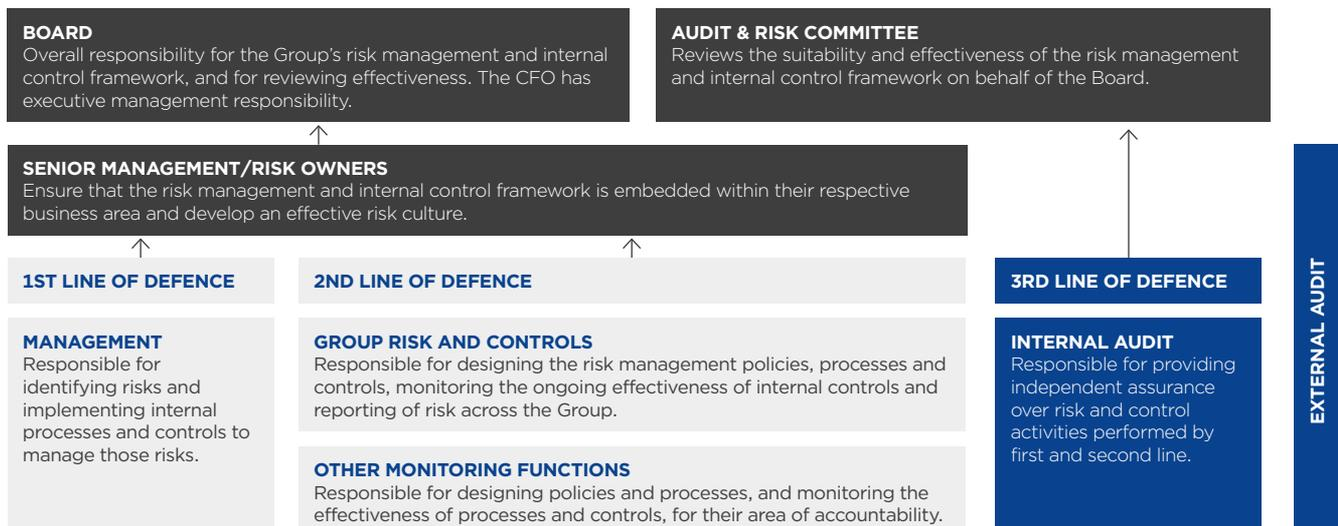 BOARD
Overall responsibility for the Group’s risk management and internal
control framework, and for reviewing effectiveness. The CFO has
executive management responsibility.
AUDIT & RISK COMMITTEE
Reviews the suitability and effectiveness of the risk management
and internal control framework on behalf of the Board.
SENIOR MANAGEMENT/RISK OWNERS
Ensure that the risk management and internal control framework is embedded within their respective
business area and develop an effective risk culture.
1ST LINE OF DEFENCE
MANAGEMENT
Responsible for
identifying risks and
implementing internal
processes and controls to
manage those risks.
2ND LINE OF DEFENCE
GROUP RISK AND CONTROLS
Responsible for designing the risk management policies, processes and
controls, monitoring the ongoing effectiveness of internal controls and
reporting of risk across the Group.
OTHER MONITORING FUNCTIONS
Responsible for designing policies and processes, and monitoring the
effectiveness of processes and controls, for their area of accountability.
3RD LINE OF DEFENCE
INTERNAL AUDIT
Responsible for providing
independent assurance
over risk and control
activities performed by
first and second line.
EXTERNAL AUDIT